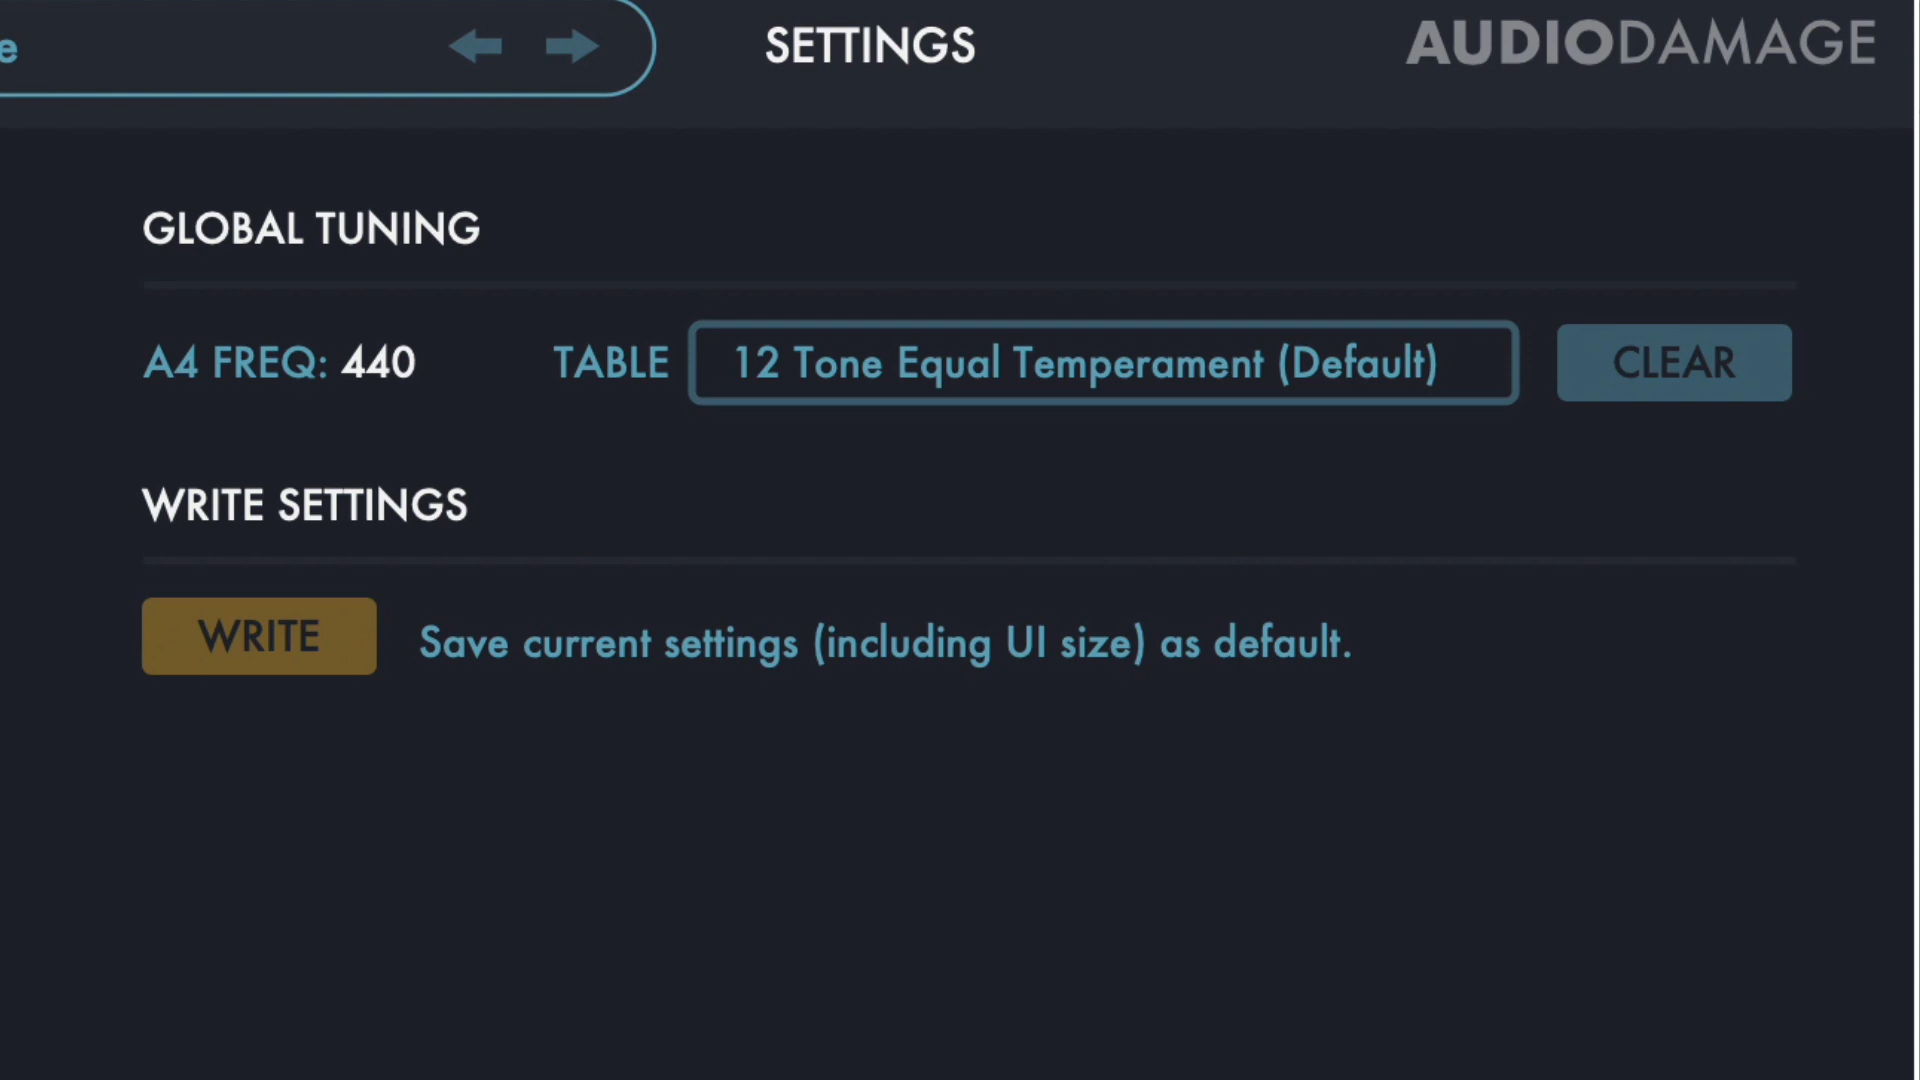 SETTINGS
AUDIODAMAGE
GLOBAL TUNING
A4 FREQ: 440
TABLE
12 Tone Equal Temperament (Default)
CLEAR
WRITE SETTINGS
WRITE
Save current settings (including UI size) as default.